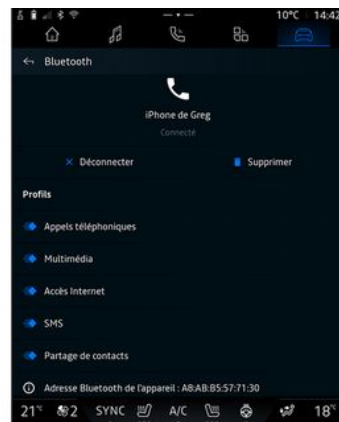 10°C 14:42
Bluetooth
iPhone de Greg
Connecté
Déconnecter
Supprimer
Profils
Appels téléphoniques
Multimédia
Accès Internet
SMS
Partage de contacts
Adresse Bluetooth de l'appareil : A8:AB:B5:57:71:30
21°C 2 SYNC A/C 18°C